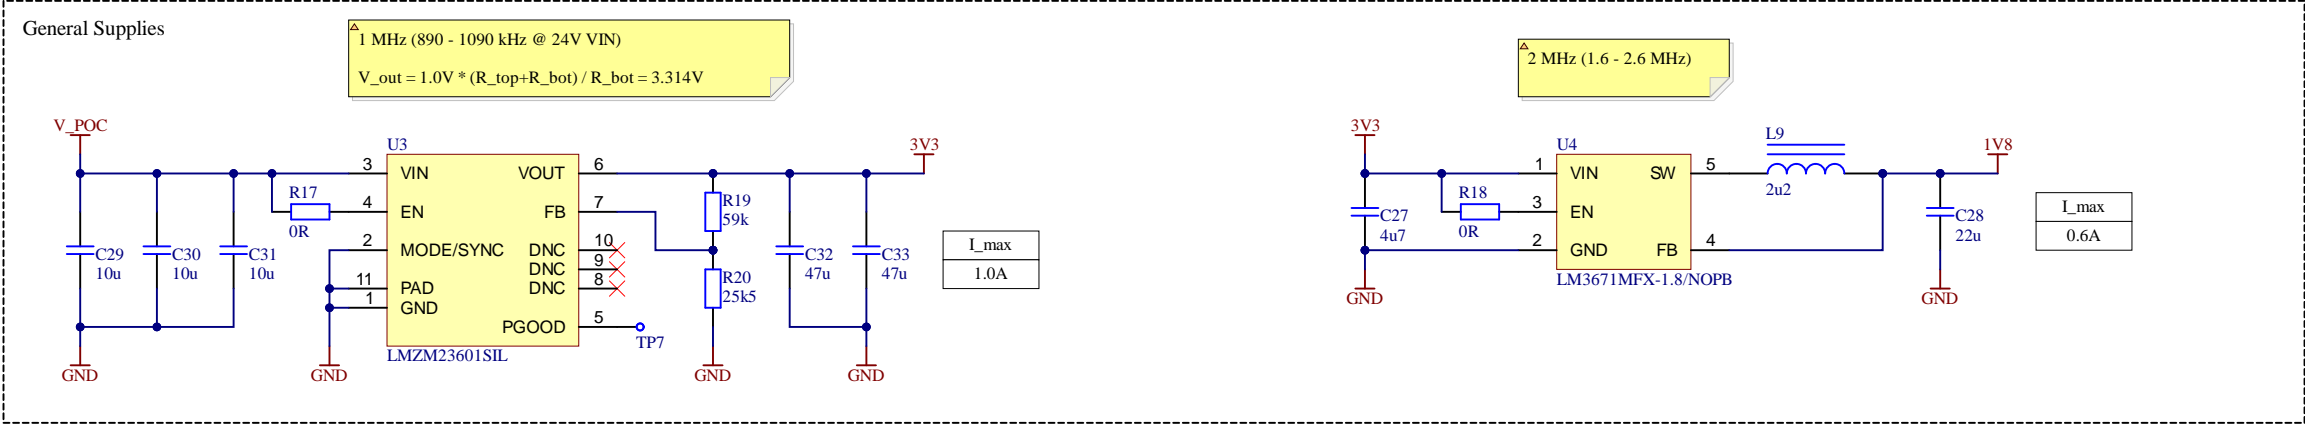 General Supplies
1 MHz (890 - 1090 kHz @ 24V VIN)
V_out = 1.0V * (R_top+R_bot) / R_bot = 3.314V
V_POC
U3
3
VIN
4
EN
2
MODE/SYNC
11
PAD
1
GND
VOUT
6
FB
7
DNC
10
DNC
9
DNC
8
PGOOD
5
TP7
LMZM23601SIL
R17
0R
C29
10u
C30
10u
C31
10u
GND
GND
R19
59k
R20
25k5
GND
C32
47u
C33
47u
GND
3V3
I_max
1.0A
2 MHz (1.6 - 2.6 MHz)
3V3
C27
4u7
GND
R18
0R
U4
1
VIN
3
EN
2
GND
SW
5
FB
4
LM3671MFX-1.8/NOPB
L9
2u2
1V8
C28
22u
GND
I_max
0.6A